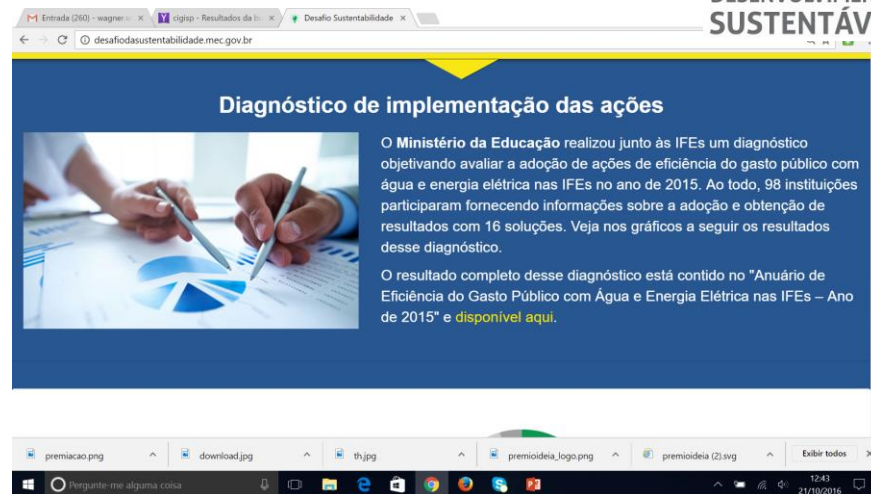 SUSTENTÁV
Entrada (260) - wagner
cigisp - Resultados da b
Desafio Sustentabilidade
desafiodasustentabilidade.mec.gov.br
Diagnóstico de implementação das ações
O Ministério da Educação realizou junto às IFEs um diagnóstico
objetivando avaliar a adoção de ações de eficiência do gasto público com
água e energia elétrica nas IFEs no ano de 2015. Ao todo, 98 instituições
participaram fornecendo informações sobre a adoção e obtenção de
resultados com 16 soluções. Veja nos gráficos a seguir os resultados
desse diagnóstico.
O resultado completo desse diagnóstico está contido no "Anuário de
Eficiência do Gasto Público com Água e Energia Elétrica nas IFEs – Ano
de 2015" e disponível aqui.
premiacao.png
download.jpg
th.jpg
premioideia_logo.png
premioideia (2).svg
Exibir todos
Pergunte-me alguma coisa
12:43
21/10/2016